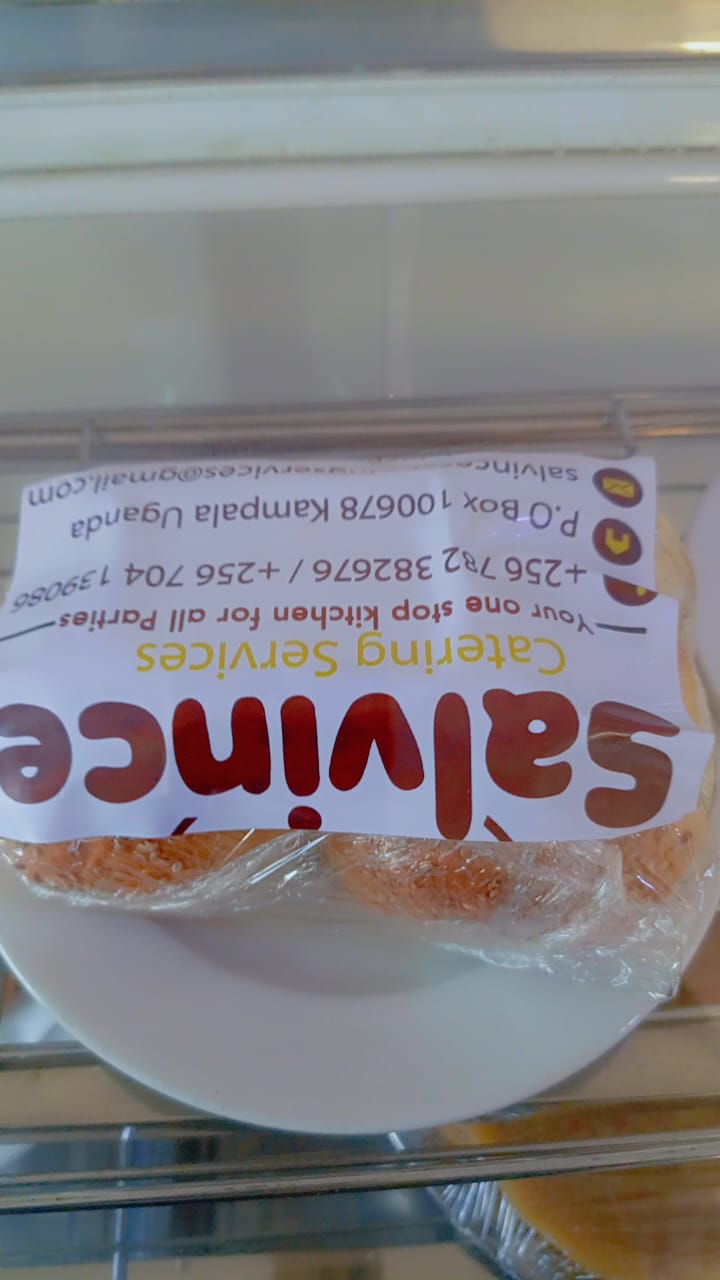 Salvince
Catering Services
Your one stop kitchen for all Parties
+256 782 382676 / +256 704 139086
P.O Box 100678 Kampala Uganda